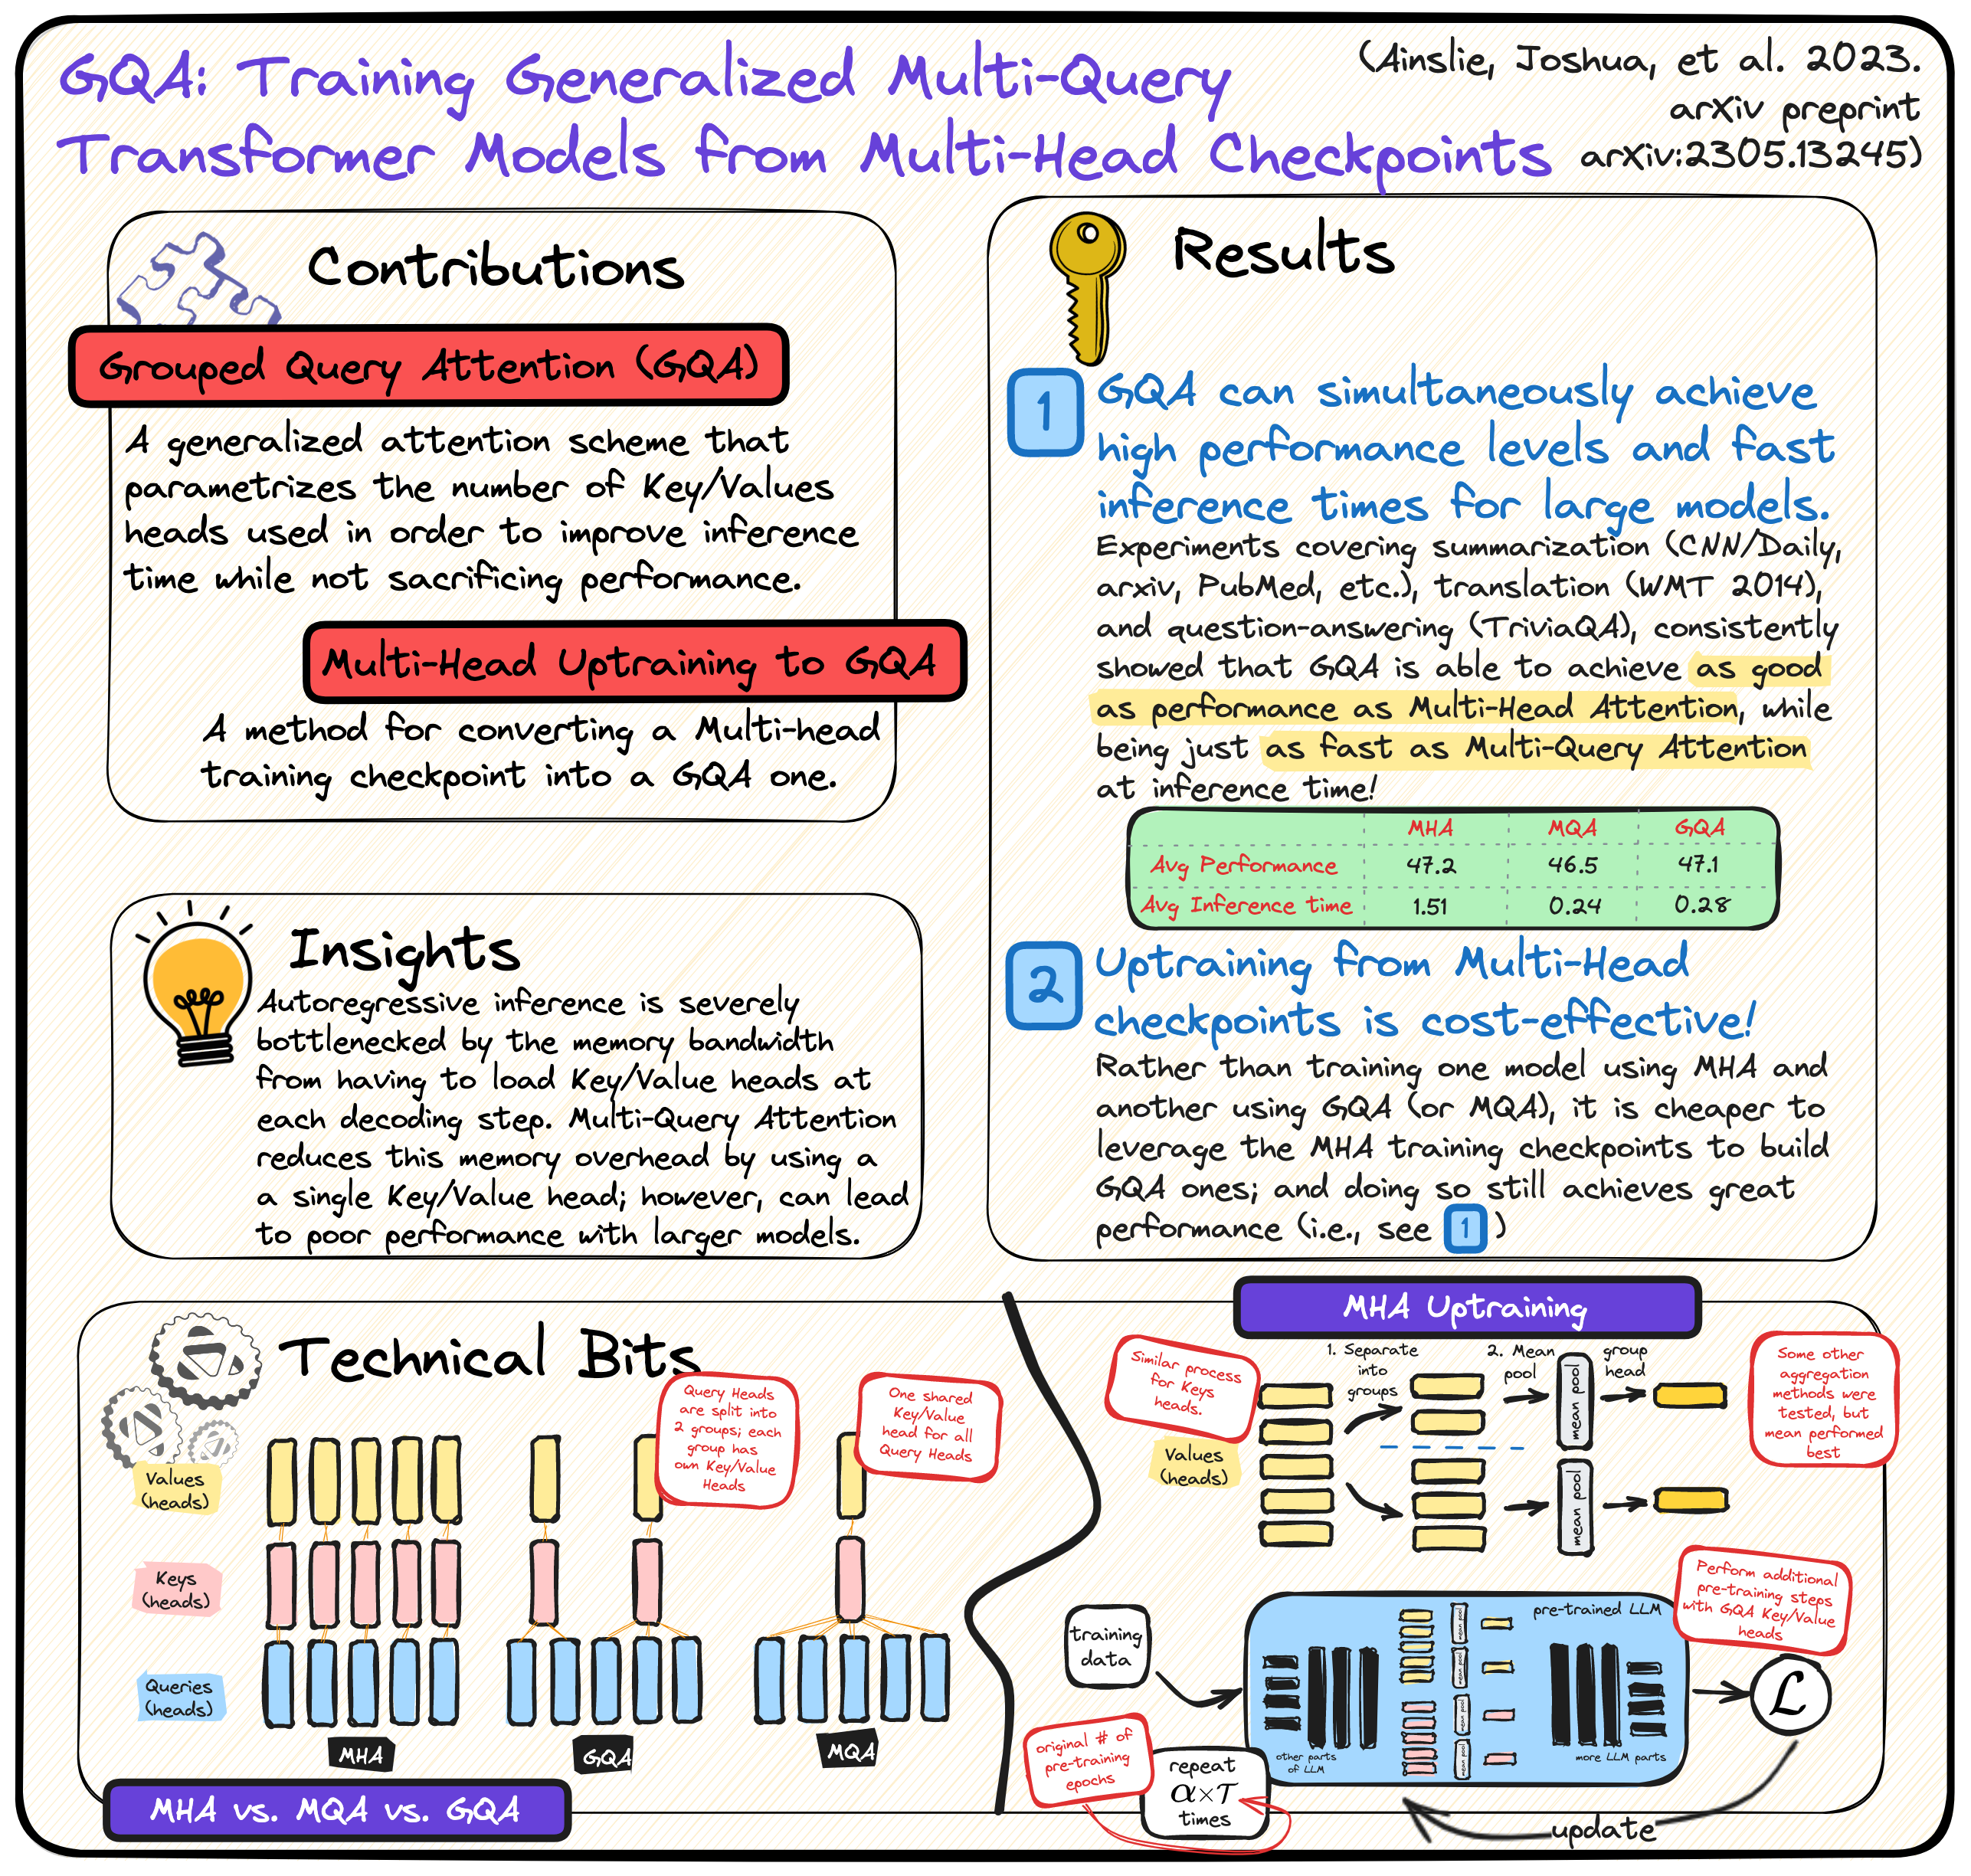 GQA: Training Generalized Multi-Query
Transformer Models from Multi-Head Checkpoints
(Ainslie, Joshua, et al. 2023.
arXiv preprint
arXiv:2305.13245)
Contributions
Grouped Query Attention (GQA)
A generalized attention scheme that
parametrizes the number of Key/Values
heads used in order to improve inference
time while not sacrificing performance.
Multi-Head Uptraining to GQA
A method for converting a Multi-head
training checkpoint into a GQA one.
Insights
Autoregressive inference is severely
bottlenecked by the memory bandwidth
from having to load Key/Value heads at
each decoding step. Multi-Query Attention
reduces this memory overhead by using a
a single Key/Value head; however, can lead
to poor performance with larger models.
Results
1
GQA can simultaneously achieve
high performance levels and fast
inference times for large models.
Experiments covering summarization (CNN/Daily,
arxiv, PubMed, etc.), translation (WMT 2014),
and question-answering (TriviaQA), consistently
showed that GQA is able to achieve as good
as performance as Multi-Head Attention, while
being just as fast as Multi-Query Attention
at inference time!
MHA MQA GQA
Avg Performance 47.2 46.5 47.1
Avg Inference time 1.51 0.24 0.28
2
Uptraining from Multi-Head
checkpoints is cost-effective!
Rather than training one model using MHA and
another using GQA (or MQA), it is cheaper to
leverage the MHA training checkpoints to build
GQA ones; and doing so still achieves great
performance (i.e., see 1 )
Technical Bits
Query Heads
are split into
2 groups; each
group has
own Key/Value
Heads
One shared
Key/Value
head for all
Query Heads
Values
(heads)
Keys
(heads)
Queries
(heads)
MHA
GQA
MQA
MHA vs. MQA vs. GQA
MHA Uptraining
Similar process
for Keys
heads.
1. Separate
into
groups
2. Mean
pool
mean pool
group
head
Some other
aggregation
methods were
tested, but
mean performed
best
Values
(heads)
mean pool
Perform additional
pre-training steps
with GQA Key/Value
heads
training
data
pre-trained LLM
mean pool
mean pool
mean pool
mean pool
other parts
of LLM
more LLM parts
L
original # of
pre-training
epochs
repeat
α×T
times
update